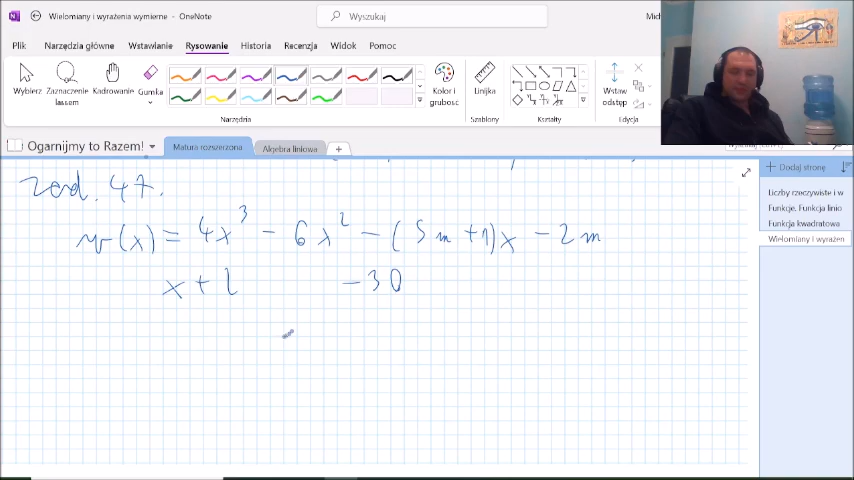 Wielomiany i wyrażenia wymierne - OneNote
Wyszukaj
Plik Narzędzia główne Wstawianie Rysowanie Historia Recenzja Widok Pomoc
Wybierz
Zaznaczanie lassem
Kadrowanie
Gumka
Kolor i grubość
Linijka
Wstaw odstęp
Narzędzia Szablony Kształty Edycja
Ogarnijmy to Razem! Matura rozszerzona Algebra liniowa
Dodaj stronę
Liczby rzeczywiste w
Funkcje. Funkcja linio
Funkcja kwadratowa
Wielomiany i wyrażen
Zad. 47.
w(x) = 4x³ - 6x² - (5m+1)x - 2m
x + 2 -30